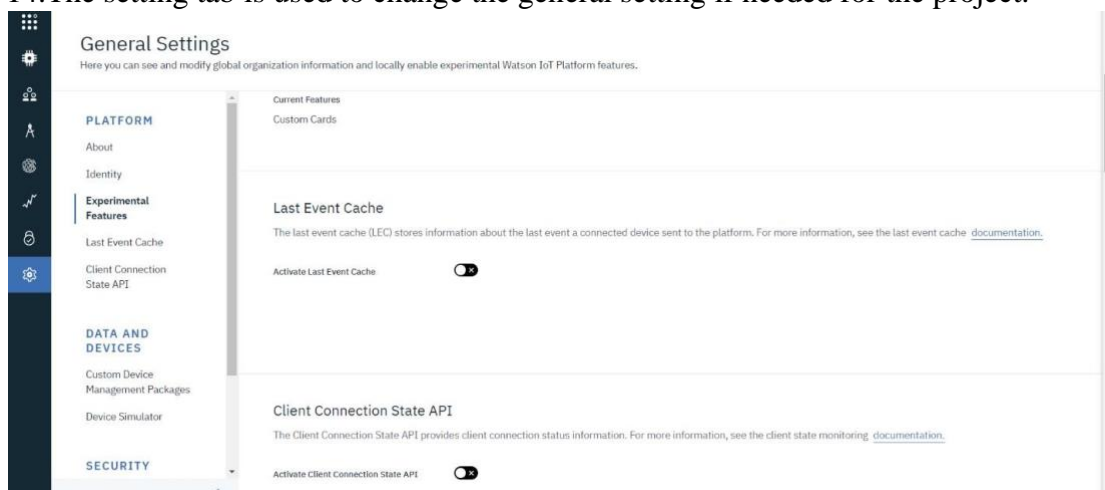 14.The setting tab is used to change the general setting if needed for the project.
General Settings
Here you can see and modify global organization information and locally enable experimental Watson IoT Platform features.
PLATFORM
About
Identity
Experimental
Features
Last Event Cache
Client Connection
State API
DATA AND
DEVICES
Custom Device
Management Packages
Device Simulator
SECURITY
Current Features
Custom Cards
Last Event Cache
The last event cache (LEC) stores information about the last event a connected device sent to the platform. For more information, see the last event cache documentation.
Activate Last Event Cache
Client Connection State API
The Client Connection State API provides client connection status information. For more information, see the client state monitoring documentation.
Activate Client Connection State API